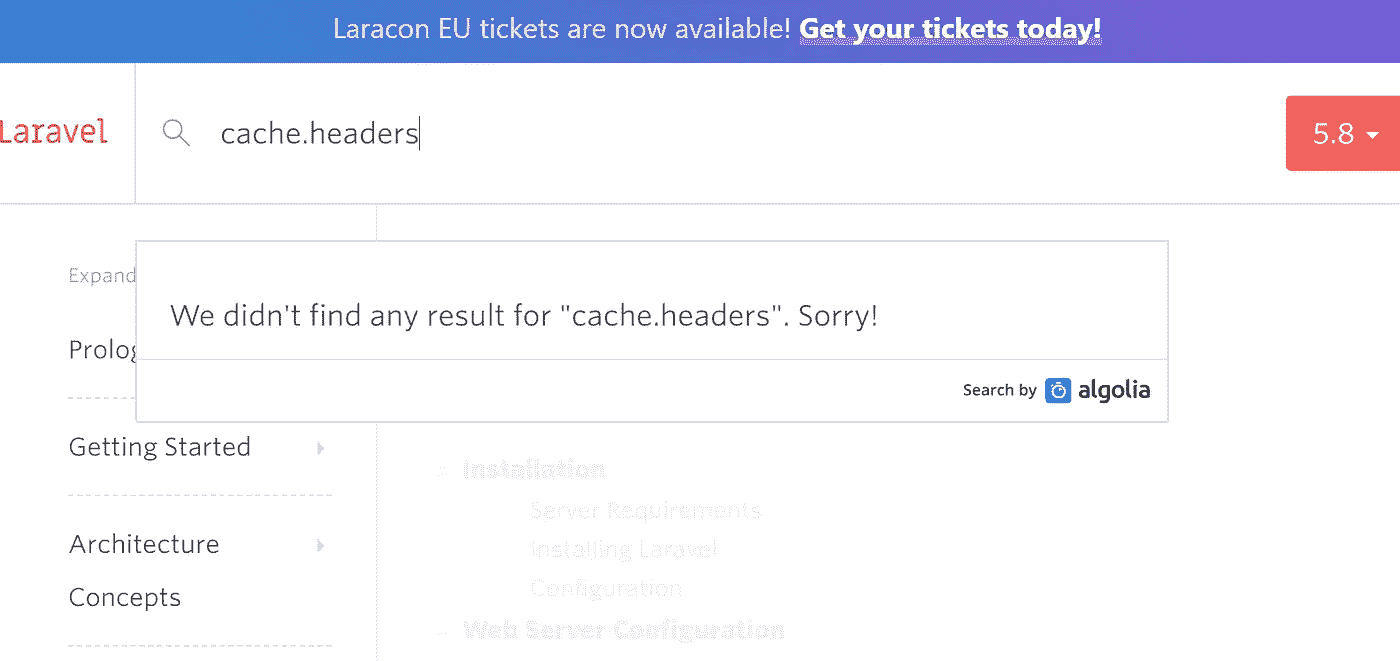 Laracon EU tickets are now available! Get your tickets today!
Laravel
cache.headers
5.8
Expand
We didn't find any result for "cache.headers". Sorry!
Prolog
Search by algolia
Getting Started
Installation
Server Requirements
Installing Laravel
Architecture
Concepts
Configuration
Web Server Configuration